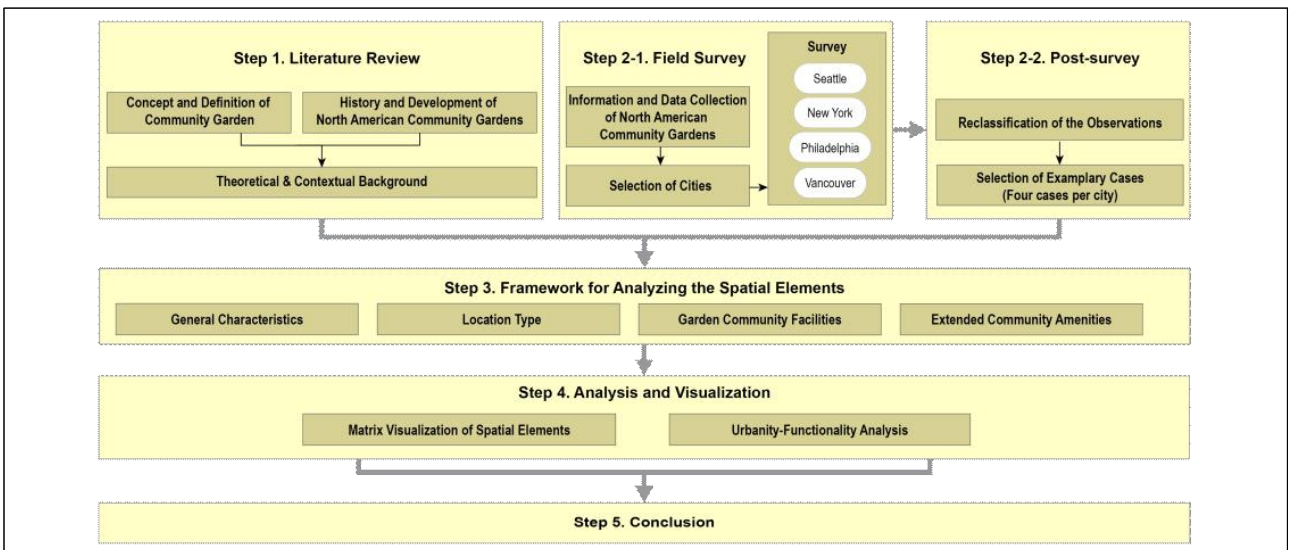 Step 1. Literature Review
Concept and Definition of
Community Garden
History and Development of
North American Community Gardens
Theoretical & Contextual Background
Step 2-1. Field Survey
Information and Data Collection
of North American
Community Gardens
Selection of Cities
Survey
Seattle
New York
Philadelphia
Vancouver
Step 2-2. Post-survey
Reclassification of the Observations
Selection of Examplary Cases
(Four cases per city)
Step 3. Framework for Analyzing the Spatial Elements
General Characteristics
Location Type
Garden Community Facilities
Extended Community Amenities
Step 4. Analysis and Visualization
Matrix Visualization of Spatial Elements
Urbanity-Functionality Analysis
Step 5. Conclusion